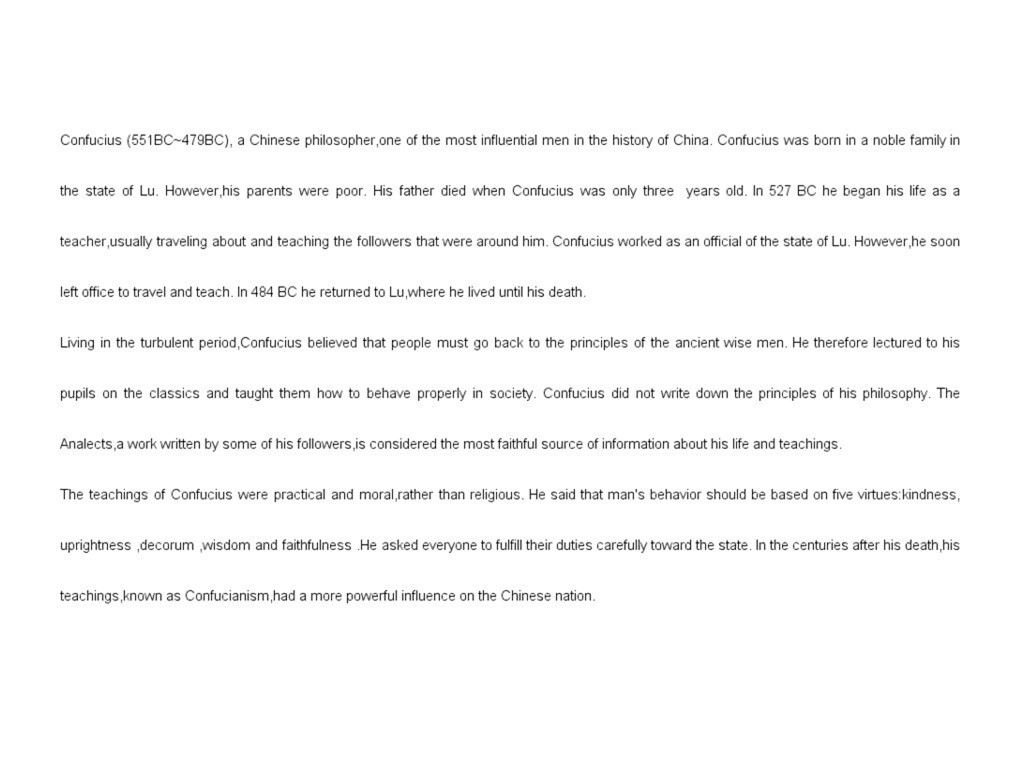 Confucius (551BC~479BC), a Chinese philosopher,one of the most influential men in the history of China. Confucius was born in a noble family in
the state of Lu. However,his parents were poor. His father died when Confucius was only three  years old. In 527 BC he began his life as a
teacher,usually traveling about and teaching the followers that were around him. Confucius worked as an official of the state of Lu. However,he soon
left office to travel and teach. In 484 BC he returned to Lu,where he lived until his death.
Living in the turbulent period,Confucius believed that people must go back to the principles of the ancient wise men. He therefore lectured to his
pupils on the classics and taught them how to behave properly in society. Confucius did not write down the principles of his philosophy. The
Analects,a work written by some of his followers,is considered the most faithful source of information about his life and teachings.
The teachings of Confucius were practical and moral,rather than religious. He said that man's behavior should be based on five virtues:kindness,
uprightness ,decorum ,wisdom and faithfulness .He asked everyone to fulfill their duties carefully toward the state. In the centuries after his death,his
teachings,known as Confucianism,had a more powerful influence on the Chinese nation.